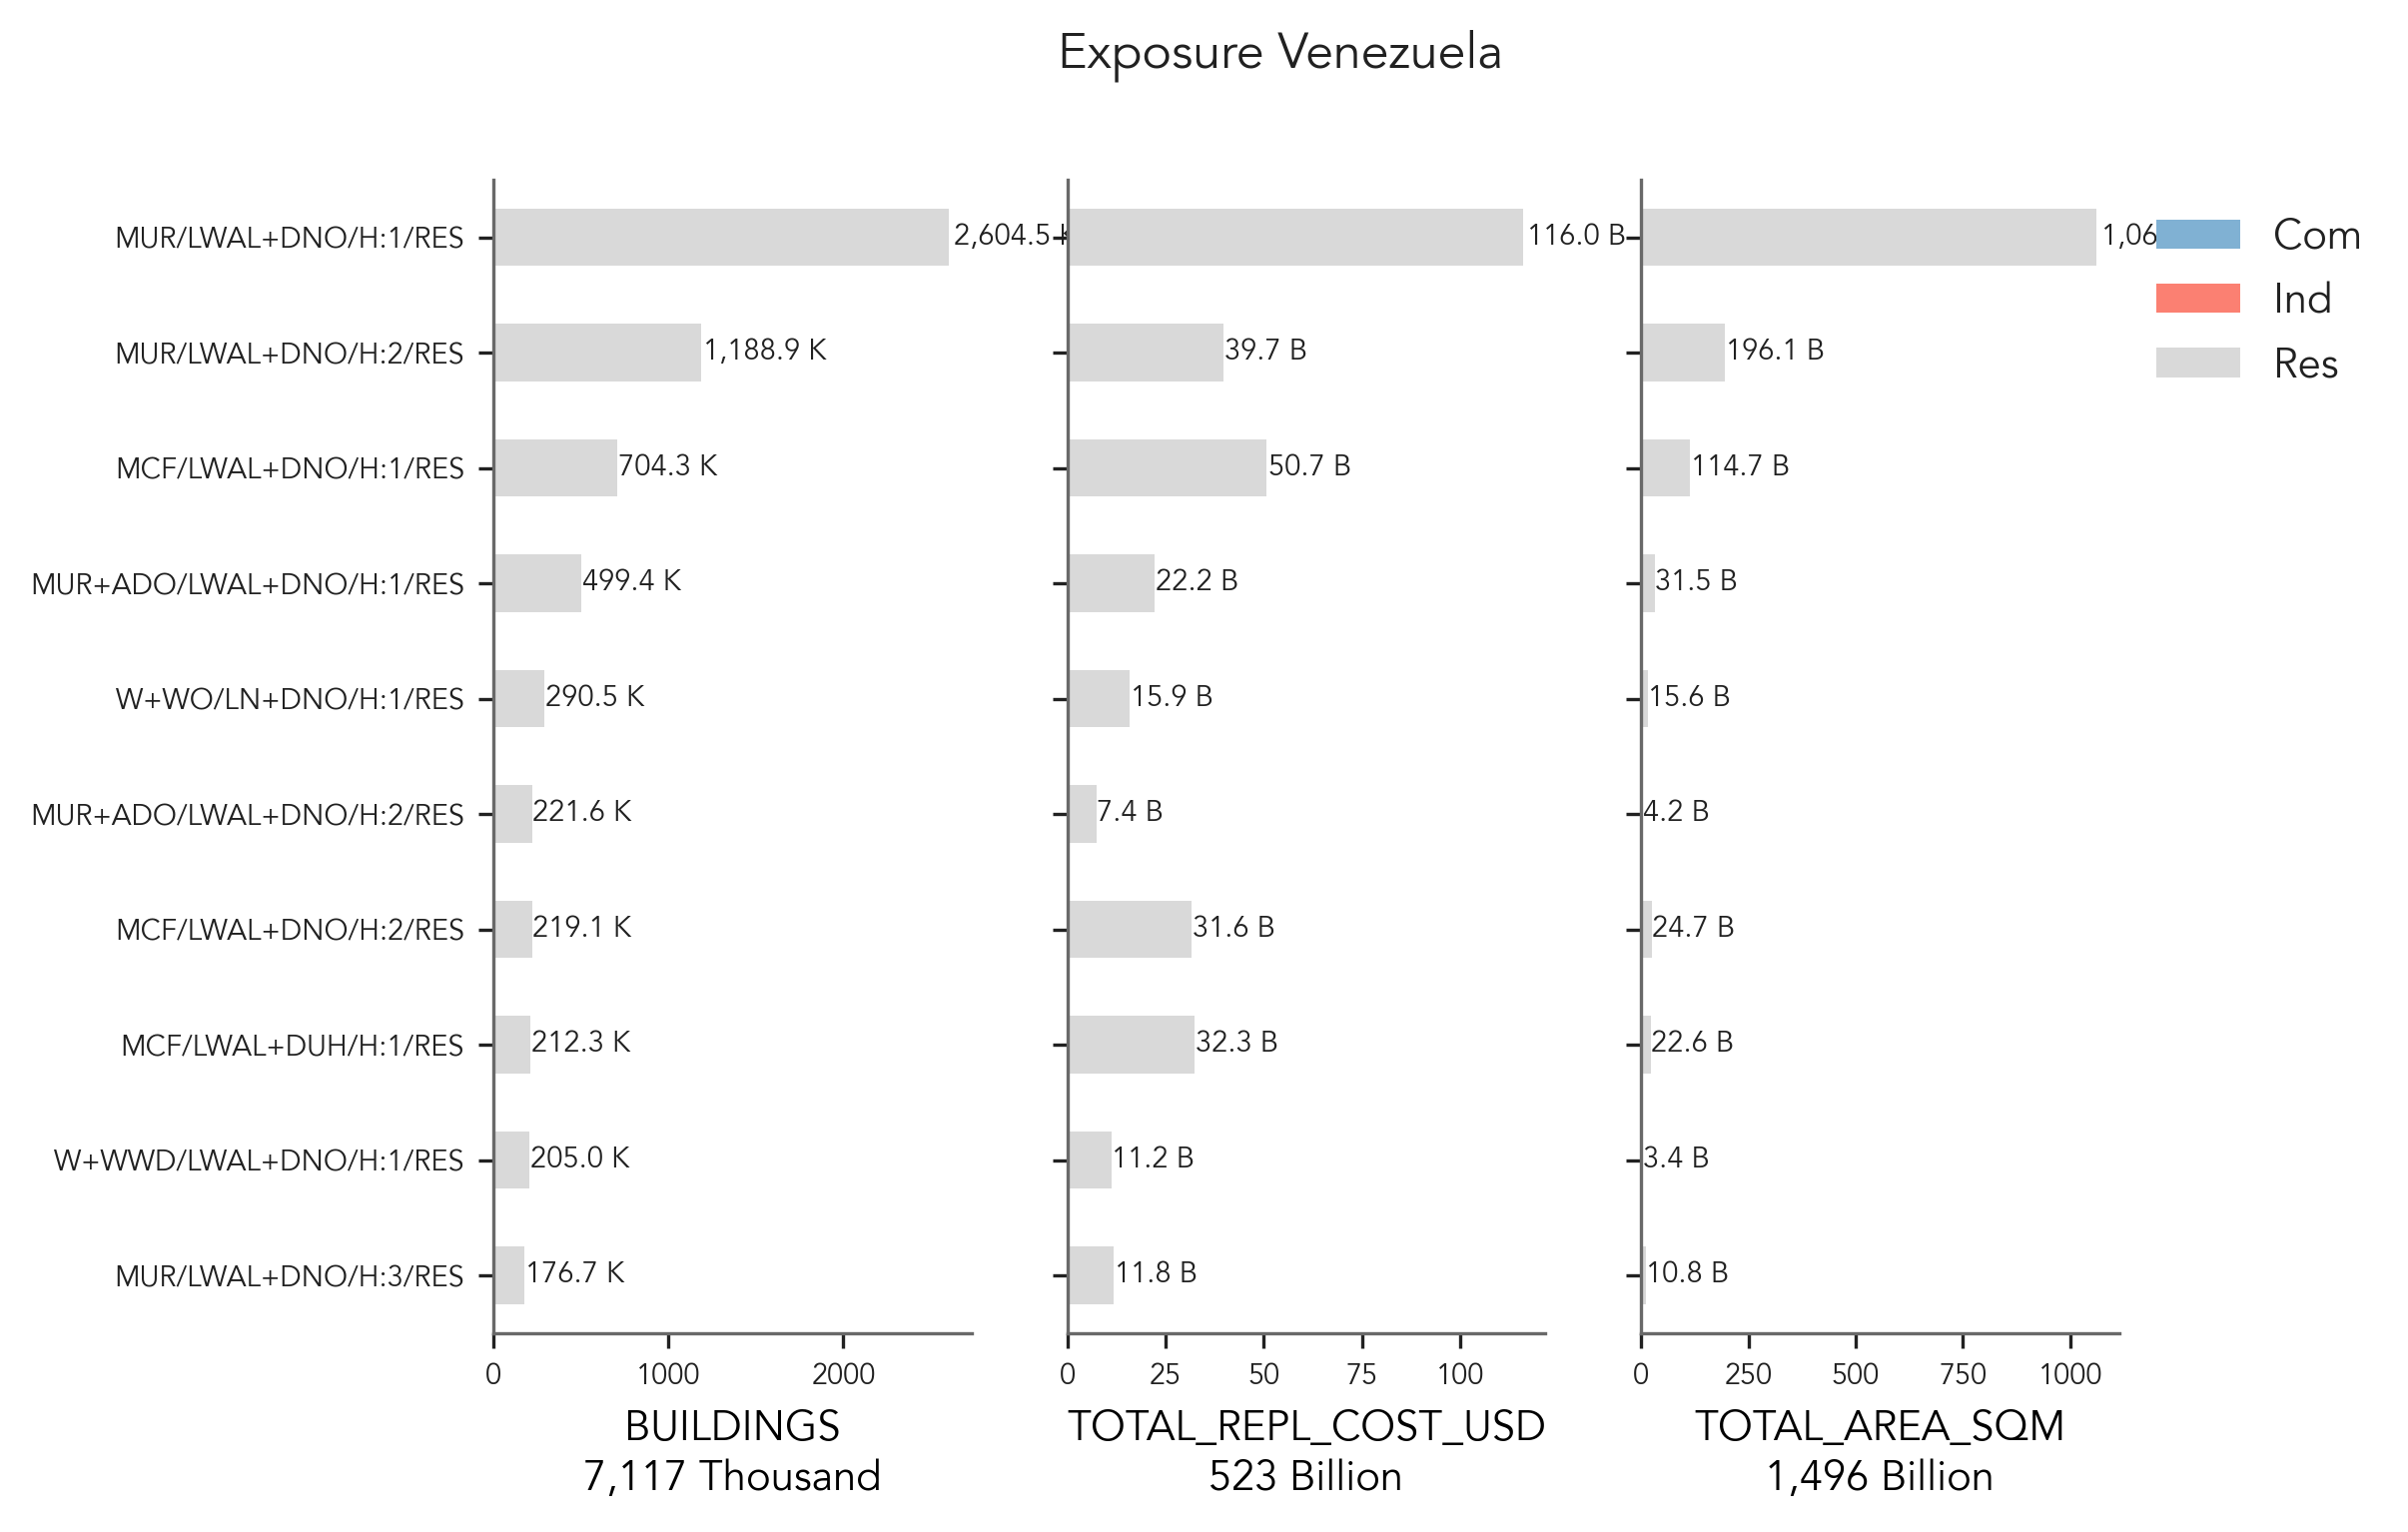 Exposure Venezuela
MUR/LWAL+DNO/H:1/RES
2,604.5
116.0 B
1,06
Com
Ind
Res
MUR/LWAL+DNO/H:2/RES
1,188.9 K
39.7 B
196.1 B
MCF/LWAL+DNO/H:1/RES
704.3 K
50.7 B
114.7 B
MUR+ADO/LWAL+DNO/H:1/RES
499.4 K
22.2 B
31.5 B
W+WO/LN+DNO/H:1/RES
290.5 K
15.9 B
15.6 B
MUR+ADO/LWAL+DNO/H:2/RES
221.6 K
7.4 B
4.2 B
MCF/LWAL+DNO/H:2/RES
219.1 K
31.6 B
24.7 B
MCF/LWAL+DUH/H:1/RES
212.3 K
32.3 B
22.6 B
W+WWD/LWAL+DNO/H:1/RES
205.0 K
11.2 B
3.4 B
MUR/LWAL+DNO/H:3/RES
176.7 K
11.8 B
10.8 B
0 1000 2000
0 25 50 75 100
0 250 500 750 1000
BUILDINGS
7,117 Thousand
TOTAL_REPL_COST_USD
523 Billion
TOTAL_AREA_SQM
1,496 Billion